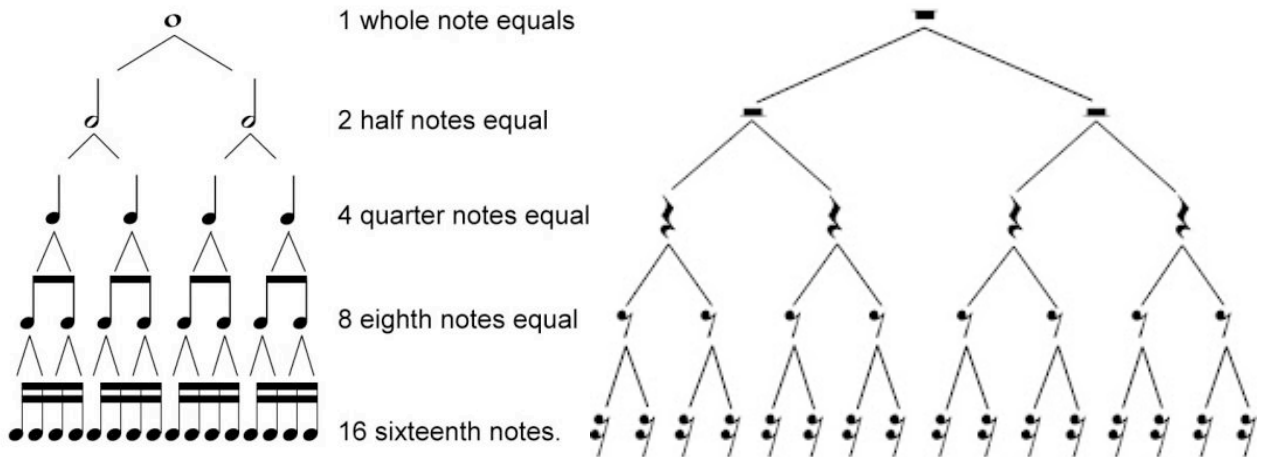 1 whole note equals
2 half notes equal
4 quarter notes equal
8 eighth notes equal
16 sixteenth notes.